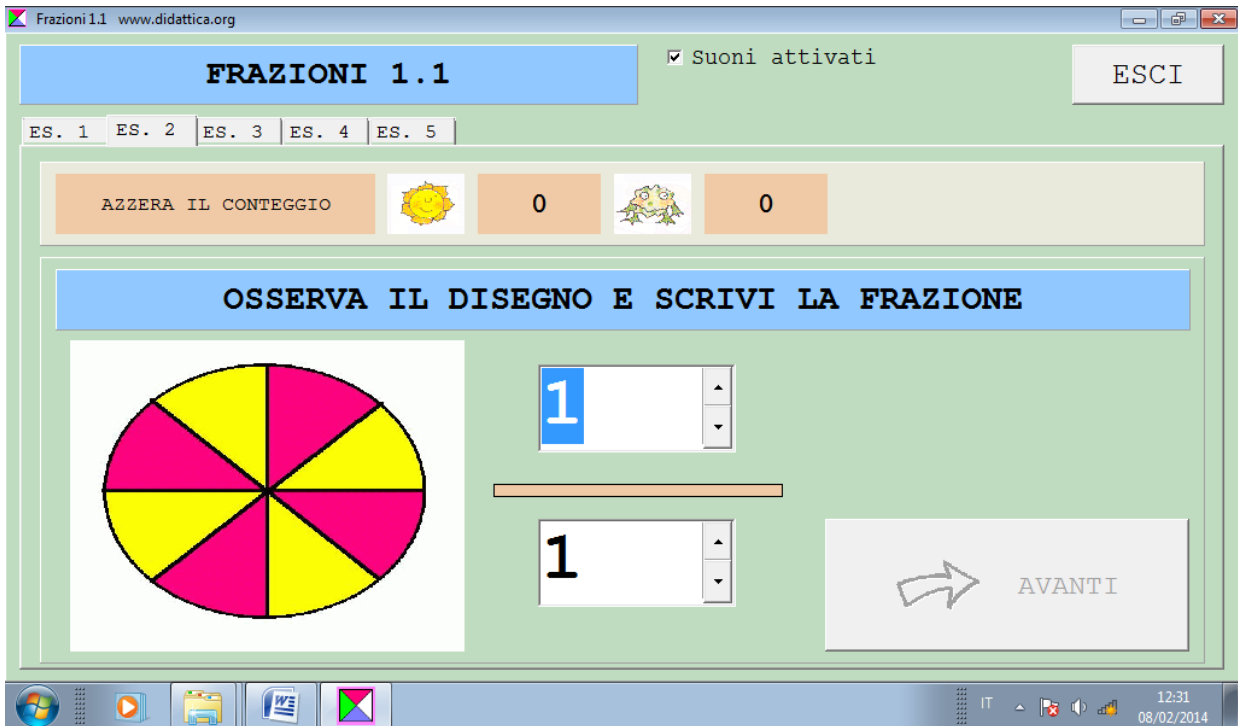 Frazioni 1.1 www.didattica.org
FRAZIONI 1.1
Suoni attivati
ESCI
ES. 1 ES. 2 ES. 3 ES. 4 ES. 5
AZZERA IL CONTEGGIO 0 0
OSSERVA IL DISEGNO E SCRIVI LA FRAZIONE
1
1
AVANTI
IT 12:31
08/02/2014